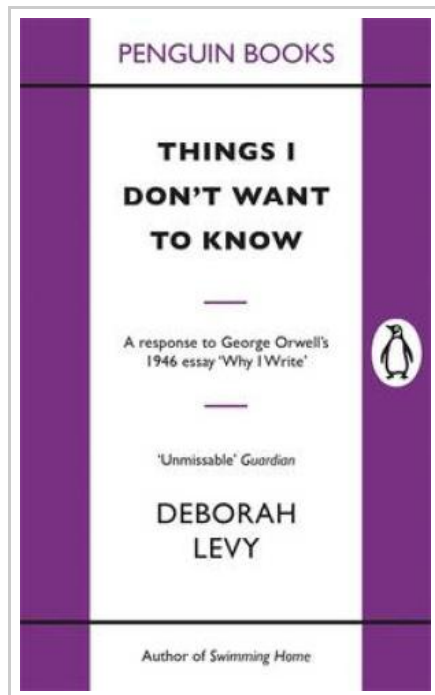 PENGUIN BOOKS
THINGS I
DON'T WANT
TO KNOW
A response to George Orwell's
1946 essay 'Why I Write'
'Unmissable' Guardian
DEBORAH
LEVY
Author of Swimming Home